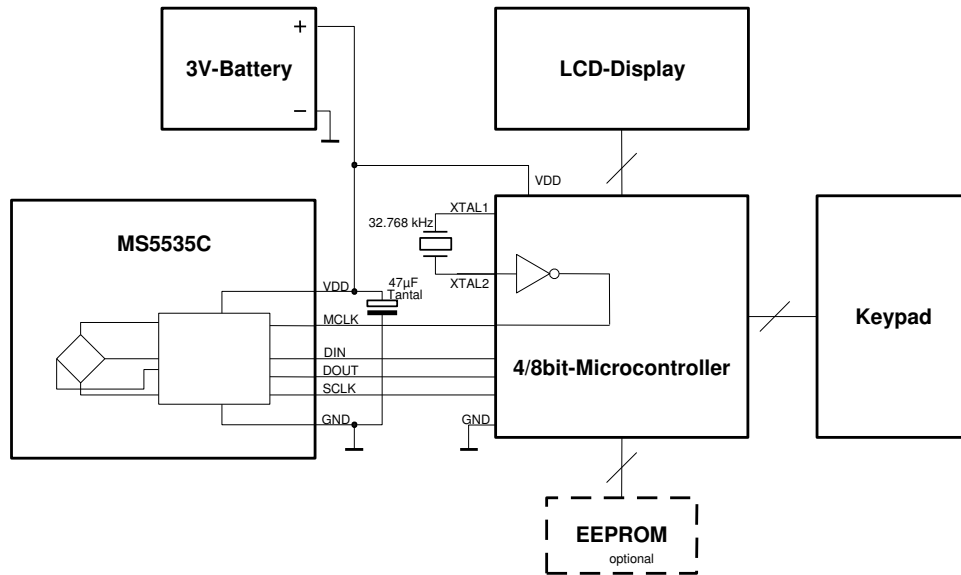 +
3V-Battery
−
LCD-Display
VDD
XTAL1
32.768 kHz
MS5535C
XTAL2
47µF
Tantal
VDD
MCLK
Keypad
DIN
4/8bit-Microcontroller
DOUT
SCLK
GND
GND
EEPROM
optional